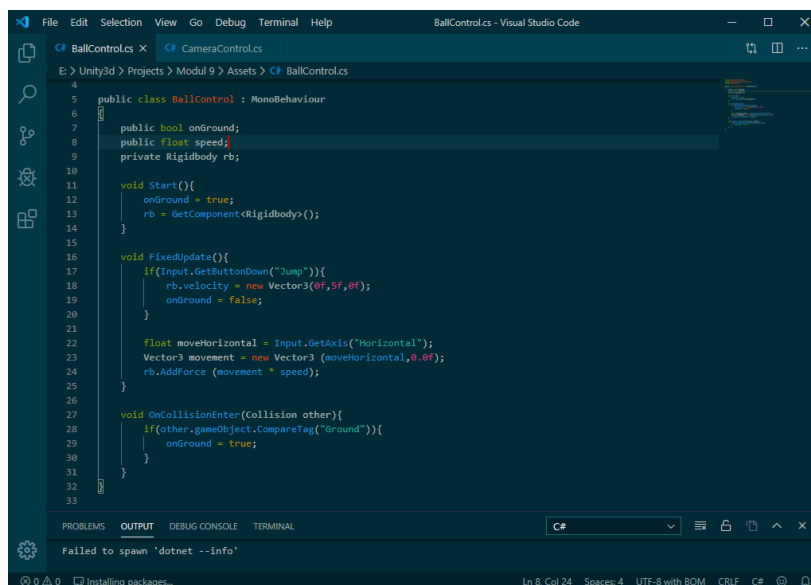 File Edit Selection View Go Debug Terminal Help BallControl.cs - Visual Studio Code
C# BallControl.cs × C# CameraControl.cs
E: > Unity3d > Projects > Modul 9 > Assets > C# BallControl.cs
4
5 public class BallControl : MonoBehaviour
6 {
7 public bool onGround;
8 public float speed;
9 private Rigidbody rb;
10
11 void Start(){
12 onGround = true;
13 rb = GetComponent<Rigidbody>();
14 }
15
16 void FixedUpdate(){
17 if(Input.GetButtonDown("Jump")){
18 rb.velocity = new Vector3(0f,5f,0f);
19 onGround = false;
20 }
21
22 float moveHorizontal = Input.GetAxis("Horizontal");
23 Vector3 movement = new Vector3 (moveHorizontal,0.0f);
24 rb.AddForce (movement * speed);
25 }
26
27 void OnCollisionEnter(Collision other){
28 if(other.gameObject.CompareTag("Ground")){
29 onGround = true;
30 }
31 }
32 }
33
PROBLEMS OUTPUT DEBUG CONSOLE TERMINAL C#
Failed to spawn 'dotnet --info'
0 0 Installing packages... Ln 8, Col 24 Spaces: 4 UTF-8 with BOM CRLF C#